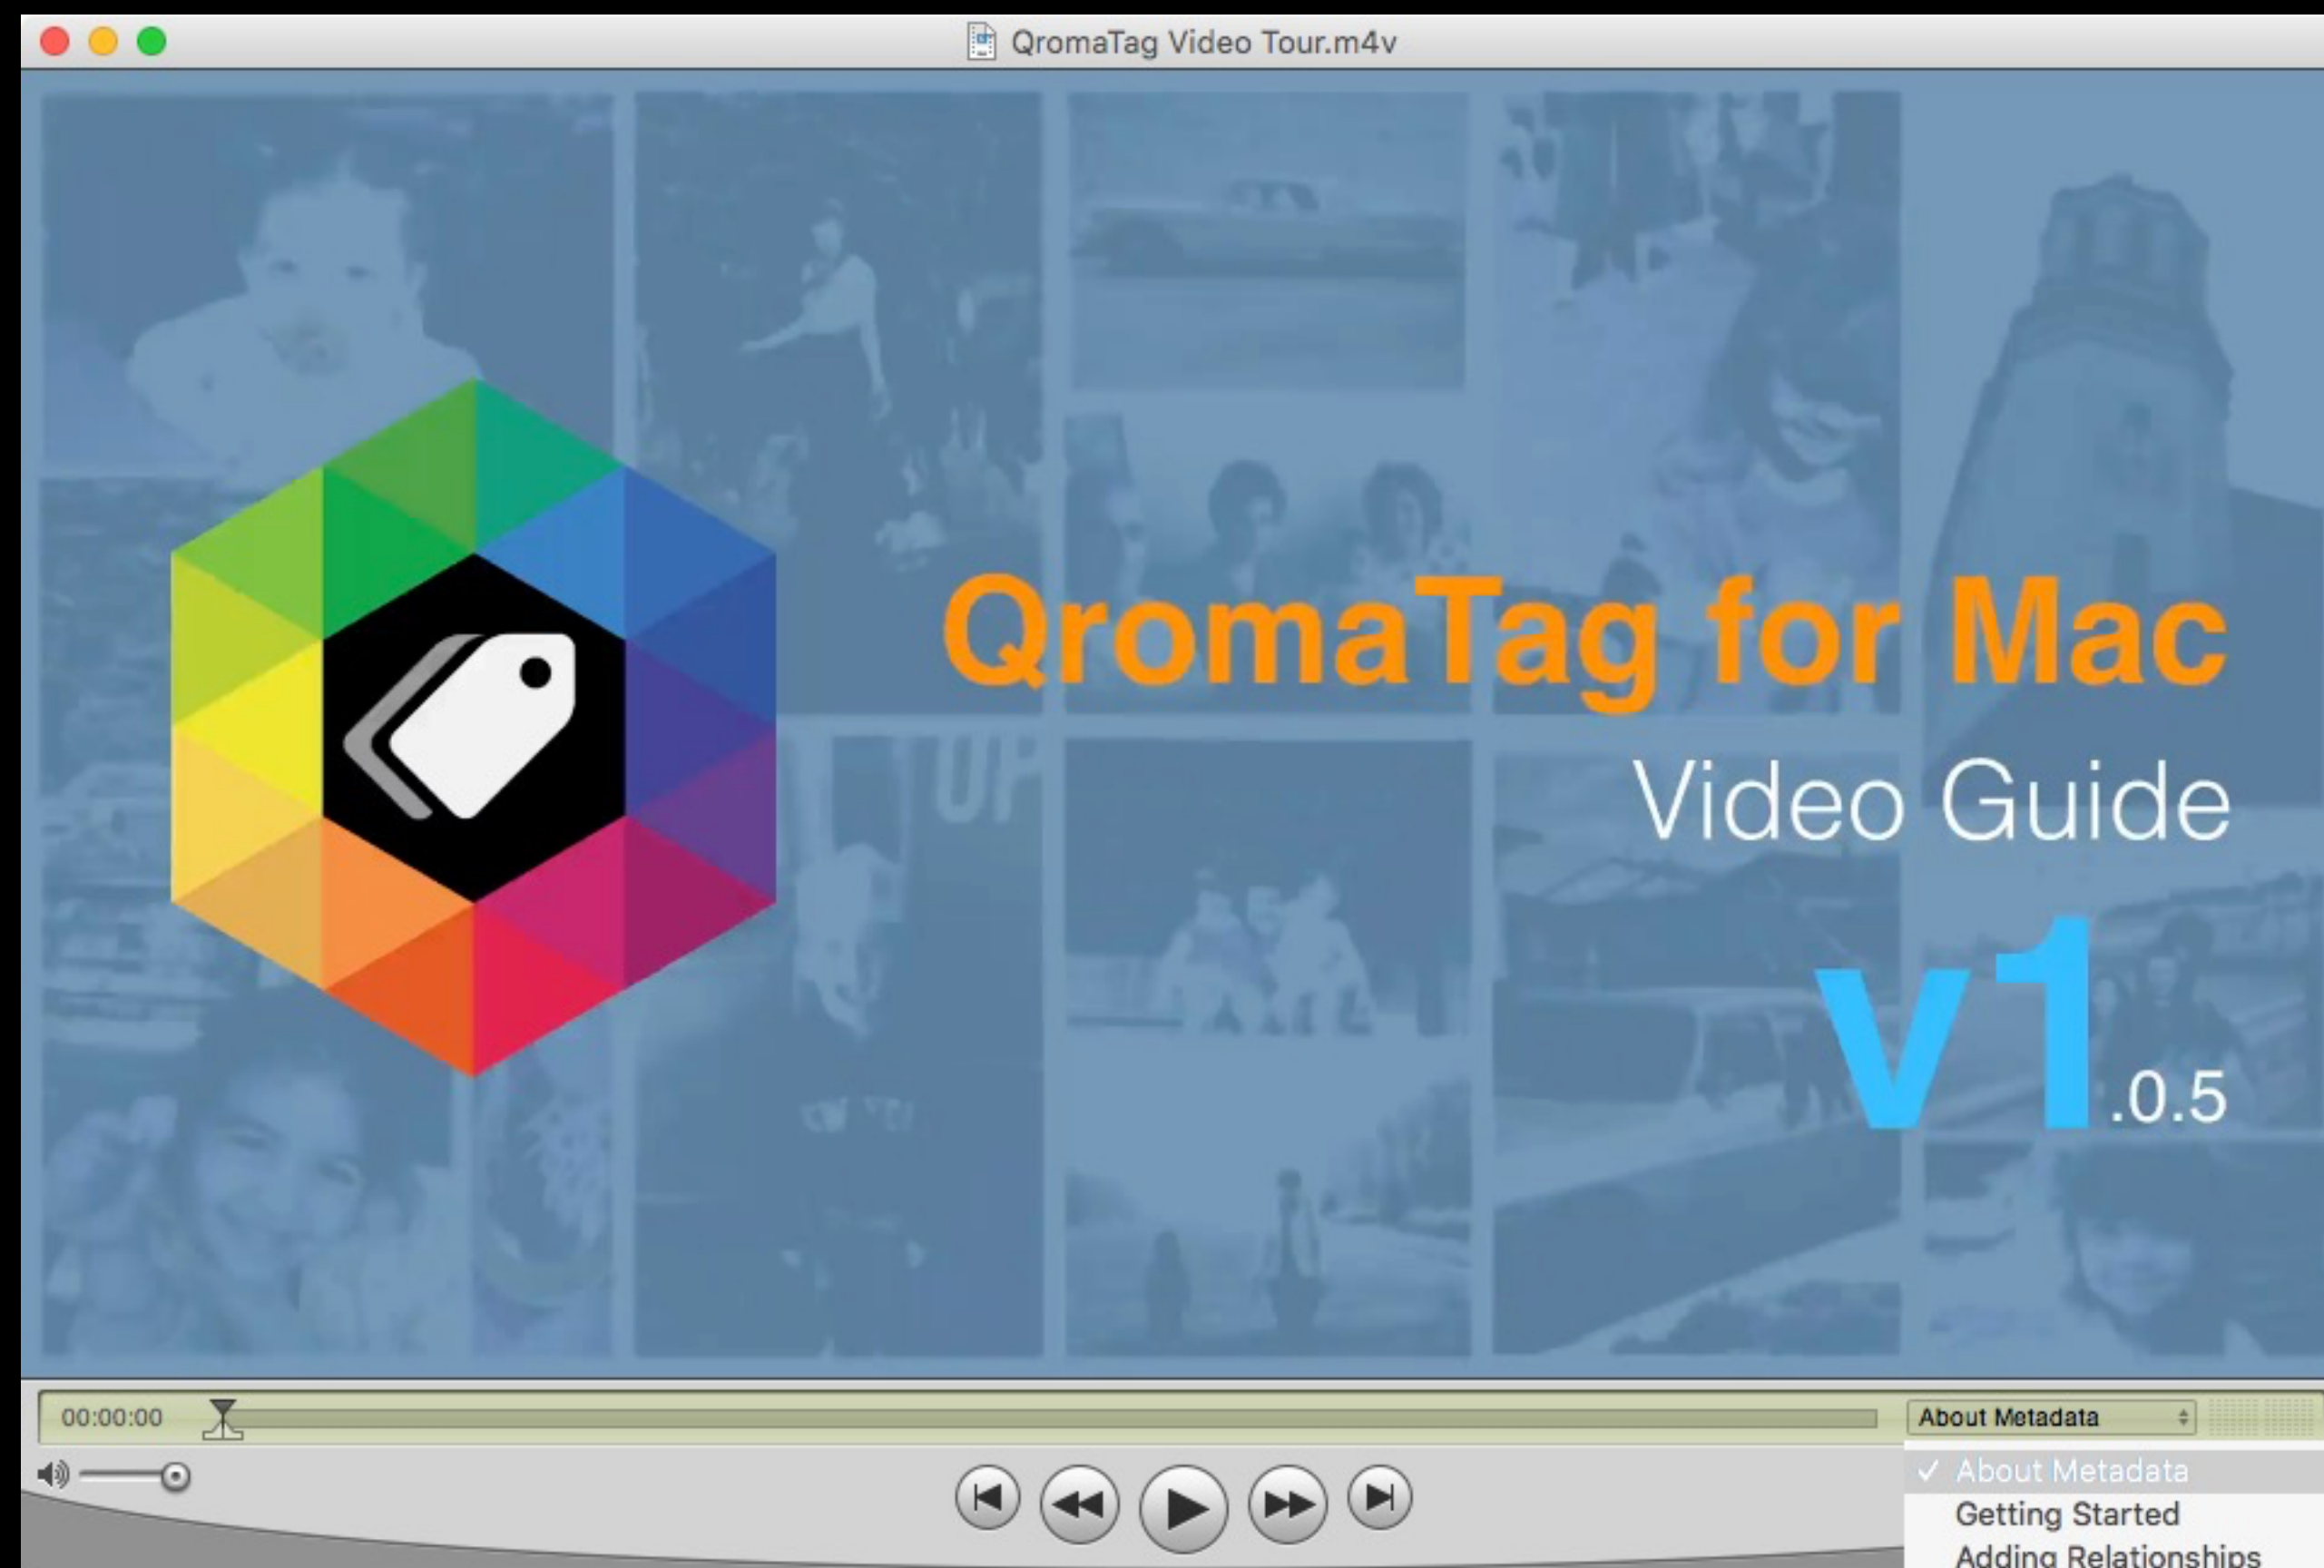 QromaTag Video Tour.m4v
UP
QromaTag for Mac
Video Guide
v1.0.5
00:00:00
About Metadata
✓ About Metadata
Getting Started
Adding Relationships